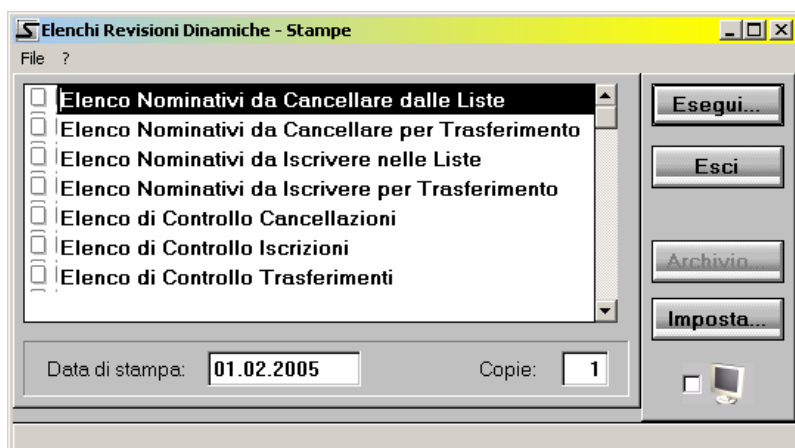 Elenchi Revisioni Dinamiche - Stampe
File ?
Elenco Nominativi da Cancellare dalle Liste
Elenco Nominativi da Cancellare per Trasferimento
Elenco Nominativi da Iscrivere nelle Liste
Elenco Nominativi da Iscrivere per Trasferimento
Elenco di Controllo Cancellazioni
Elenco di Controllo Iscrizioni
Elenco di Controllo Trasferimenti
Esegui...
Esci
Archivio...
Imposta...
Data di stampa: 01.02.2005 Copie: 1